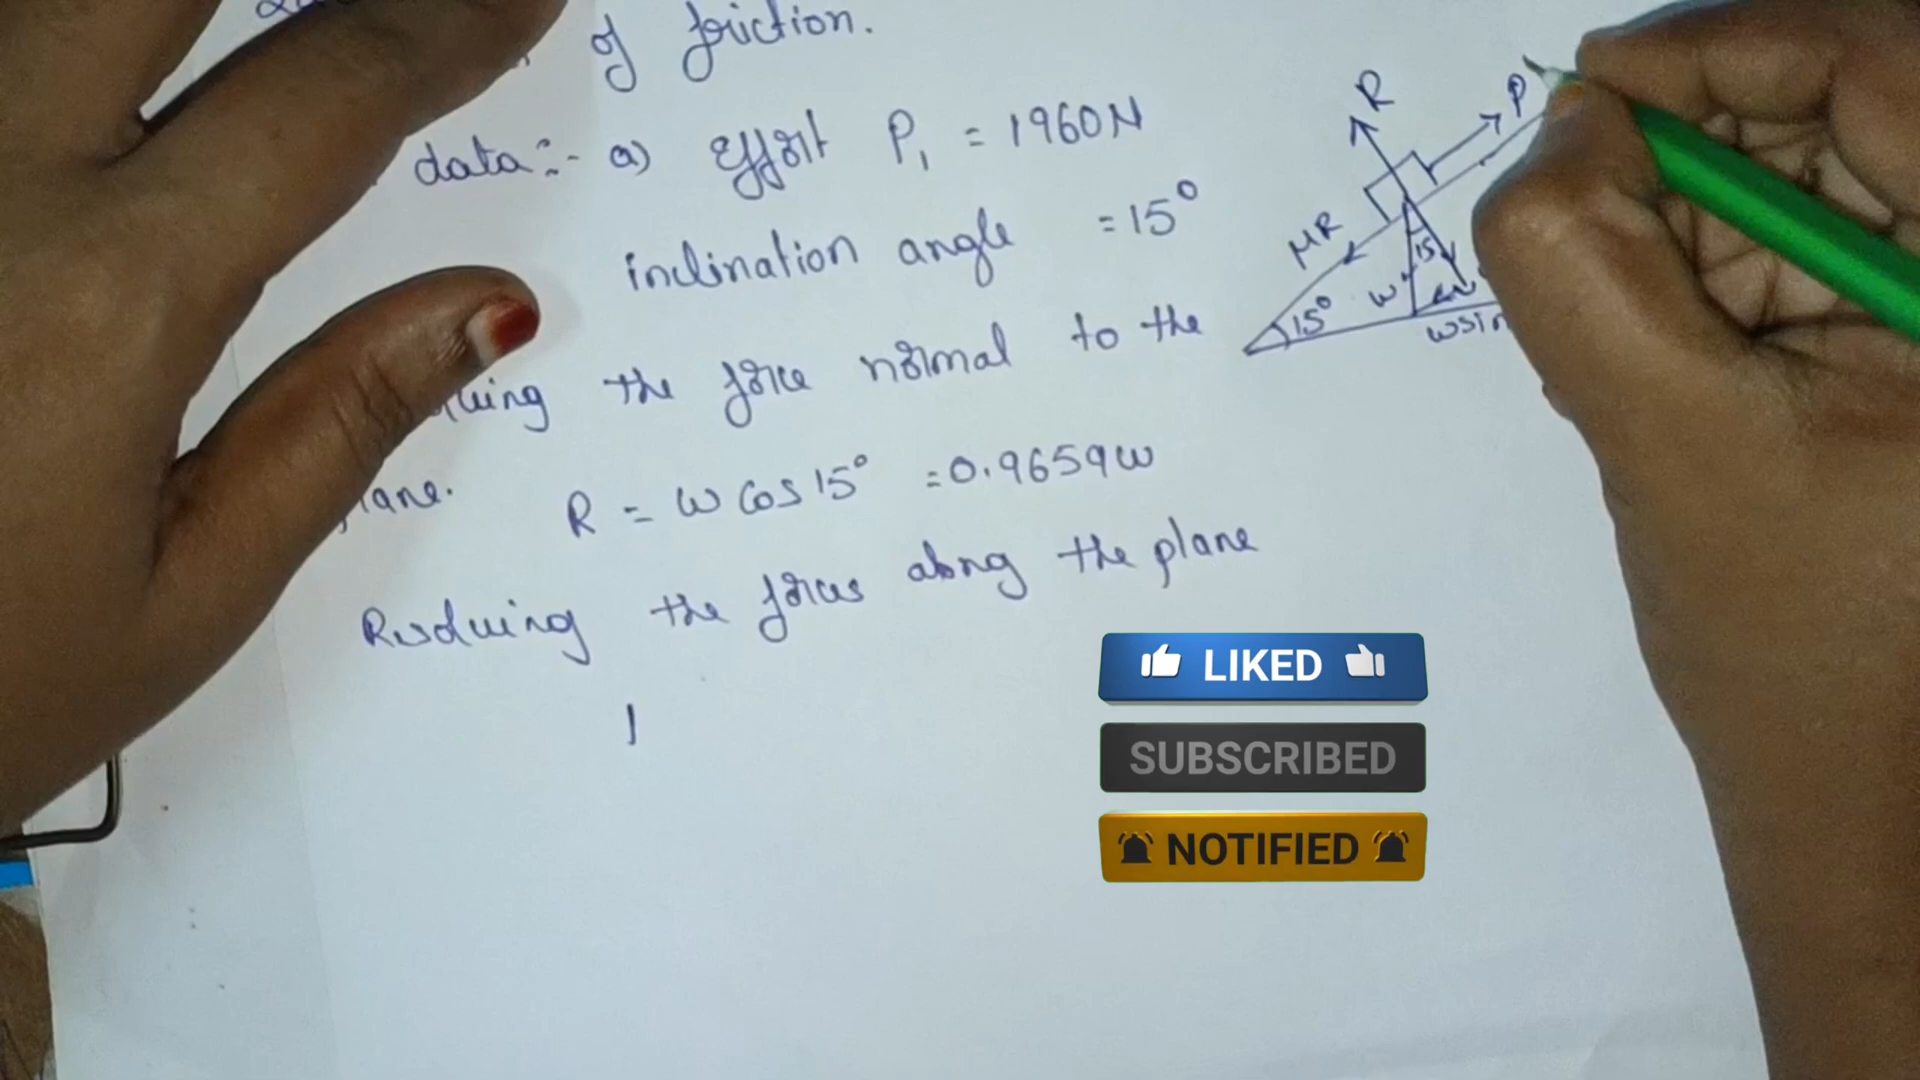 of friction.
data:- a) effort P₁ = 1960N
inclination angle = 15°
the force normal to the
R = W Cos 15° = 0.9659W
Resolving the forces along the plane
R
P
μR
15
15°
W
LIKED
SUBSCRIBED
NOTIFIED